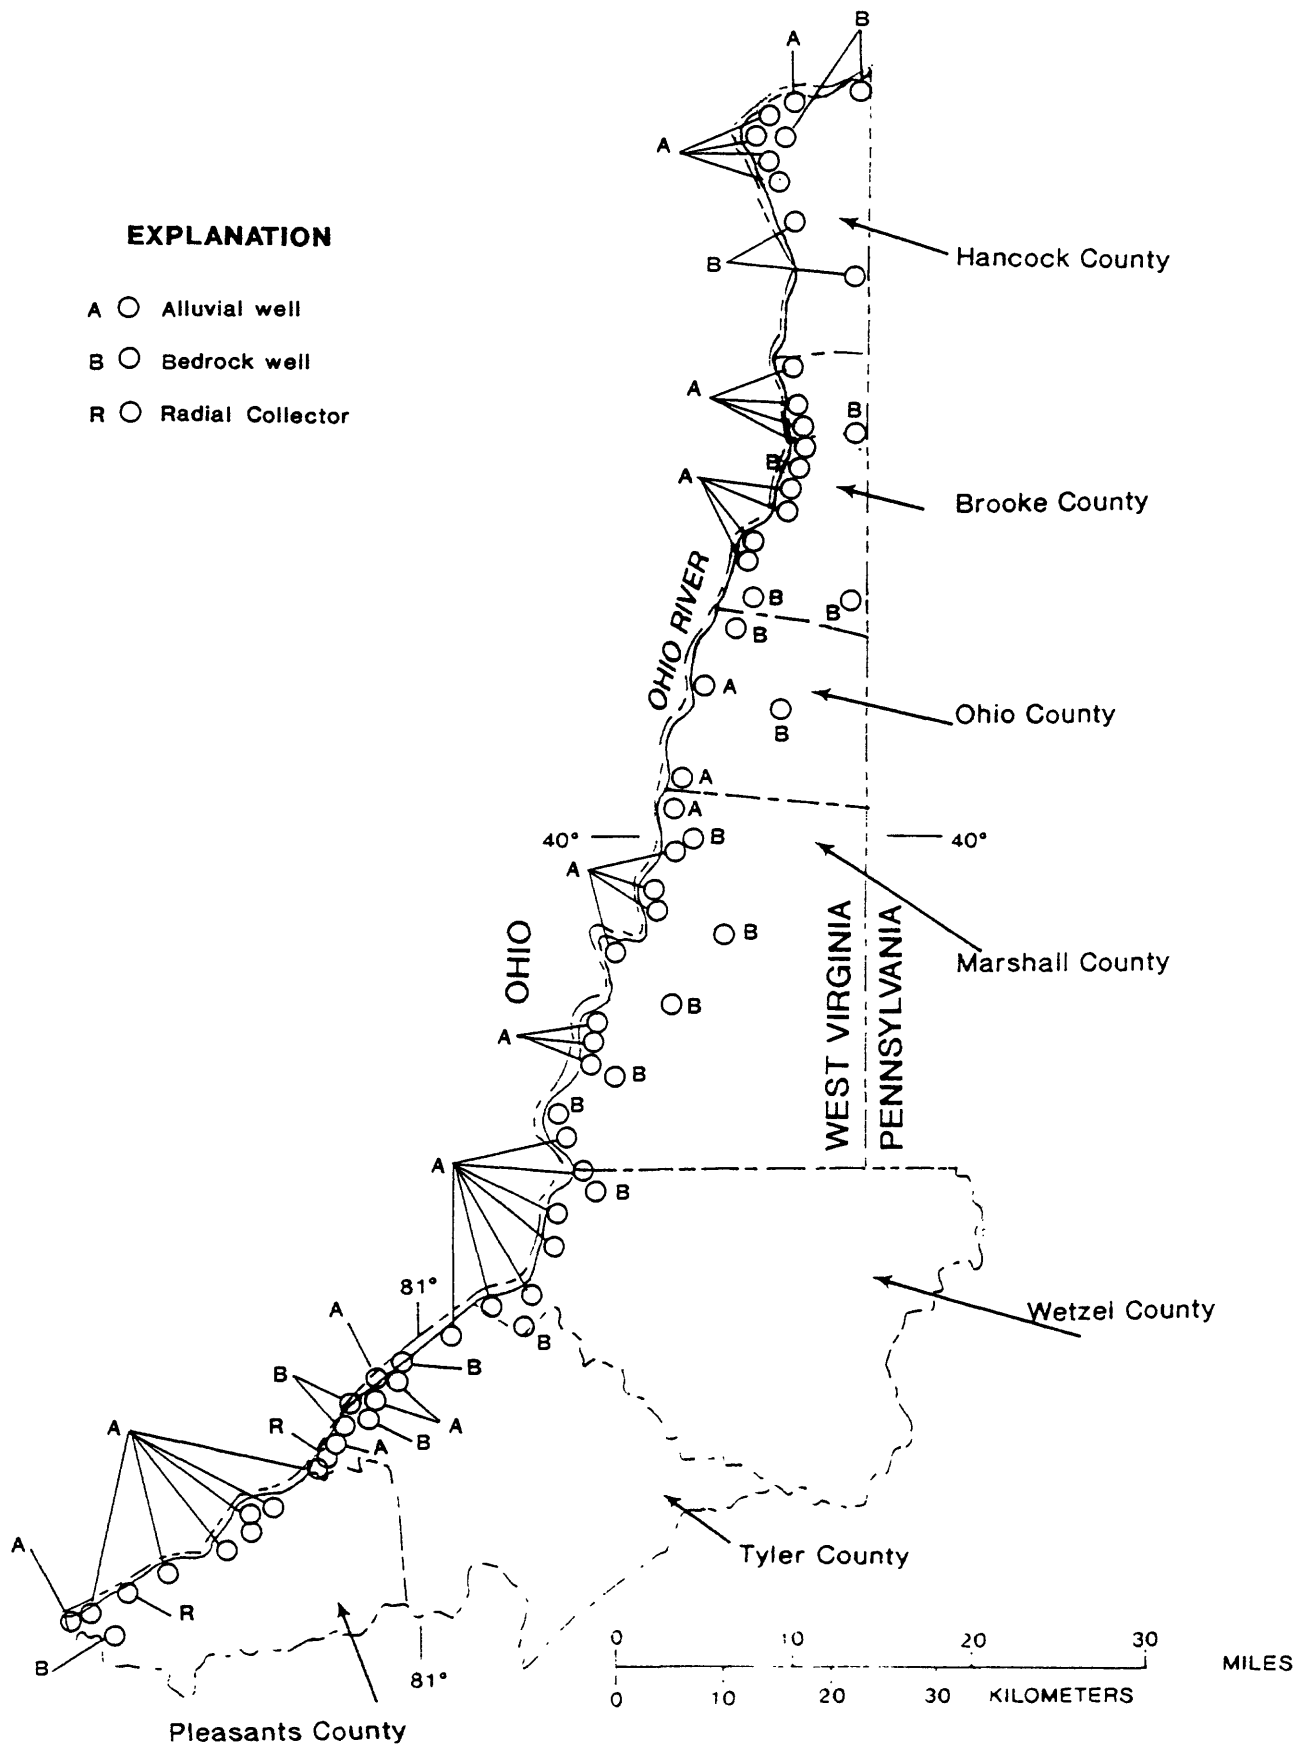 B
A
A
EXPLANATION
Hancock County
B
A Alluvial well
B Bedrock well
A
R Radial Collector
B
B
A
Brooke County
OHIO RIVER
B
B
B
A
Ohio County
B
A
A
40°
B
40°
A
OHIO
B
WEST VIRGINIA
PENNSYLVANIA
Marshall County
B
A
B
B
A
B
81°
A
Wetzel County
B
B
B
A
R
A
A
B
A
Tyler County
R
B
81°
0 10 20 30
MILES
0 10 20 30 KILOMETERS
Pleasants County